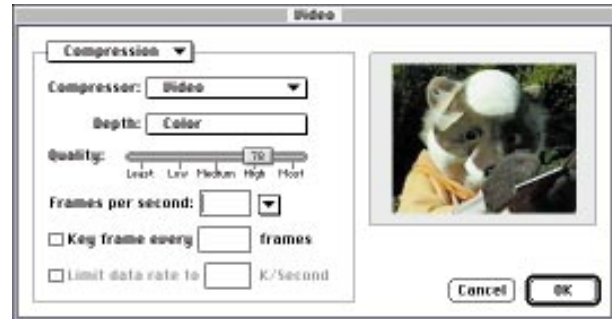 Video
Compression
Compressor: Video
Depth: Color
Quality: 78
Least Low Medium High Most
Frames per second:
Key frame every frames
Limit data rate to K/Second
Cancel OK